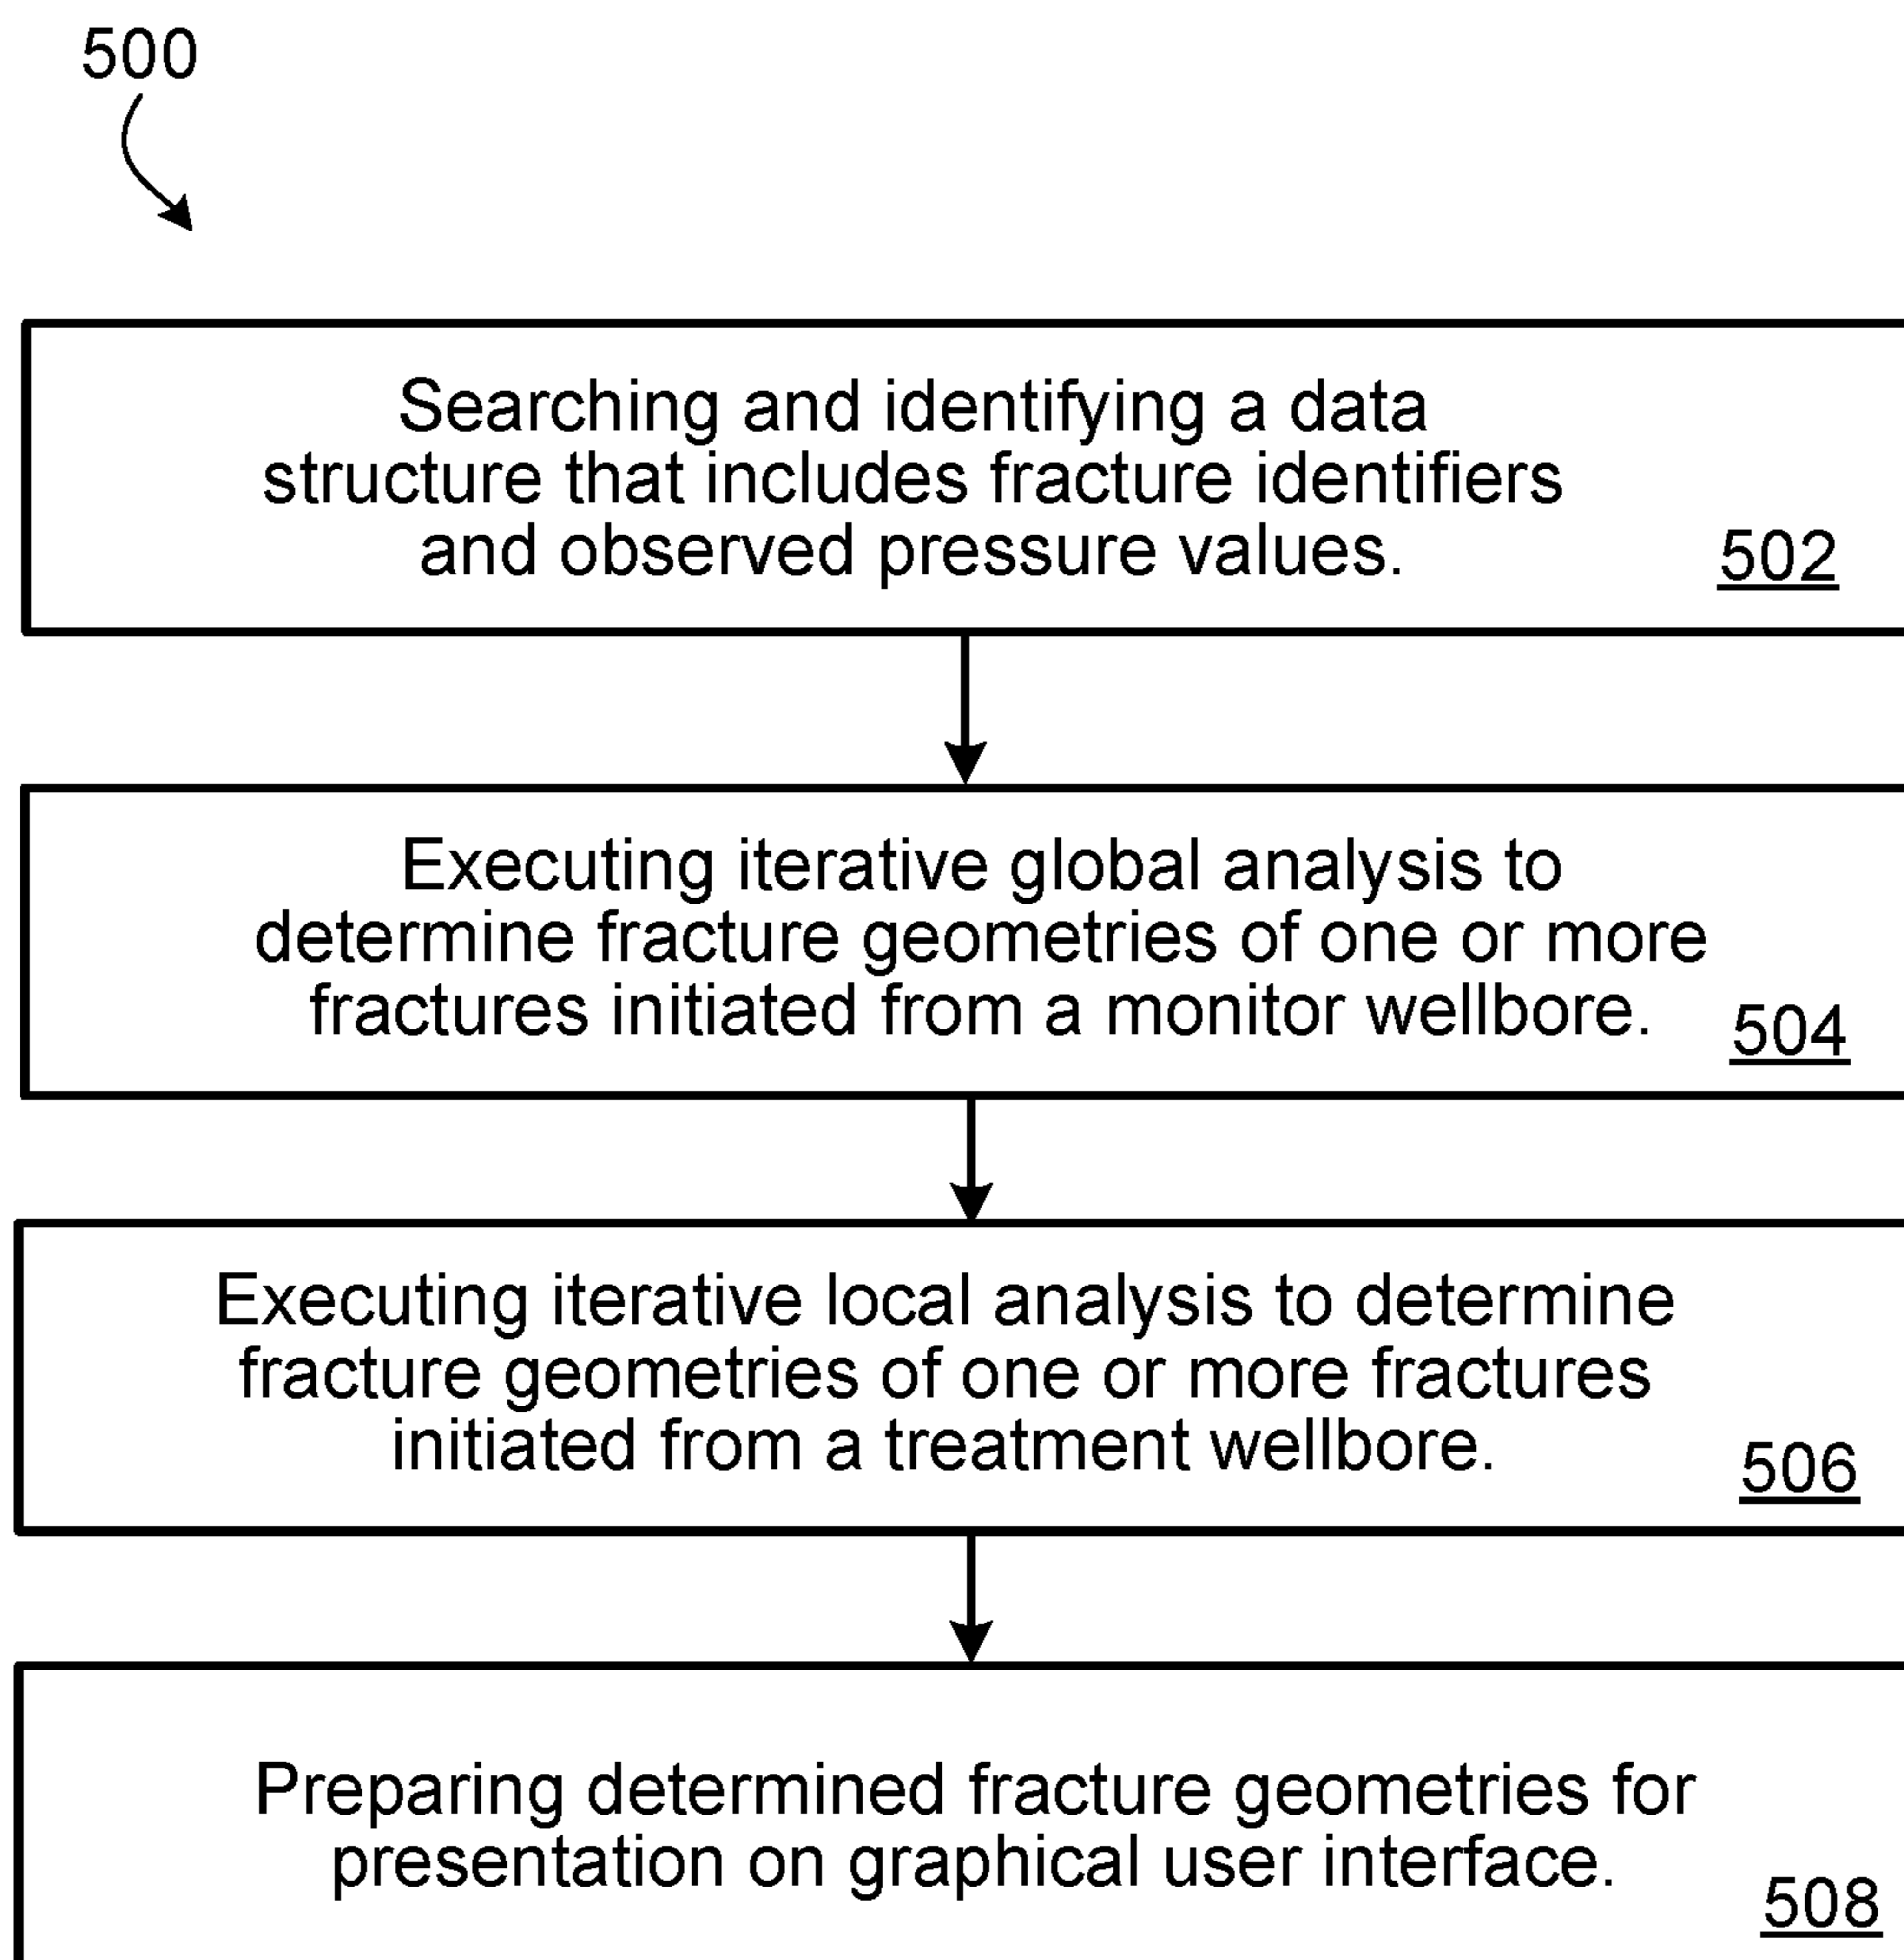 500
Searching and identifying a data
structure that includes fracture identifiers
and observed pressure values.
502
Executing iterative global analysis to
determine fracture geometries of one or more
fractures initiated from a monitor wellbore.
504
Executing iterative local analysis to determine
fracture geometries of one or more fractures
initiated from a treatment wellbore.
506
Preparing determined fracture geometries for
presentation on graphical user interface.
508